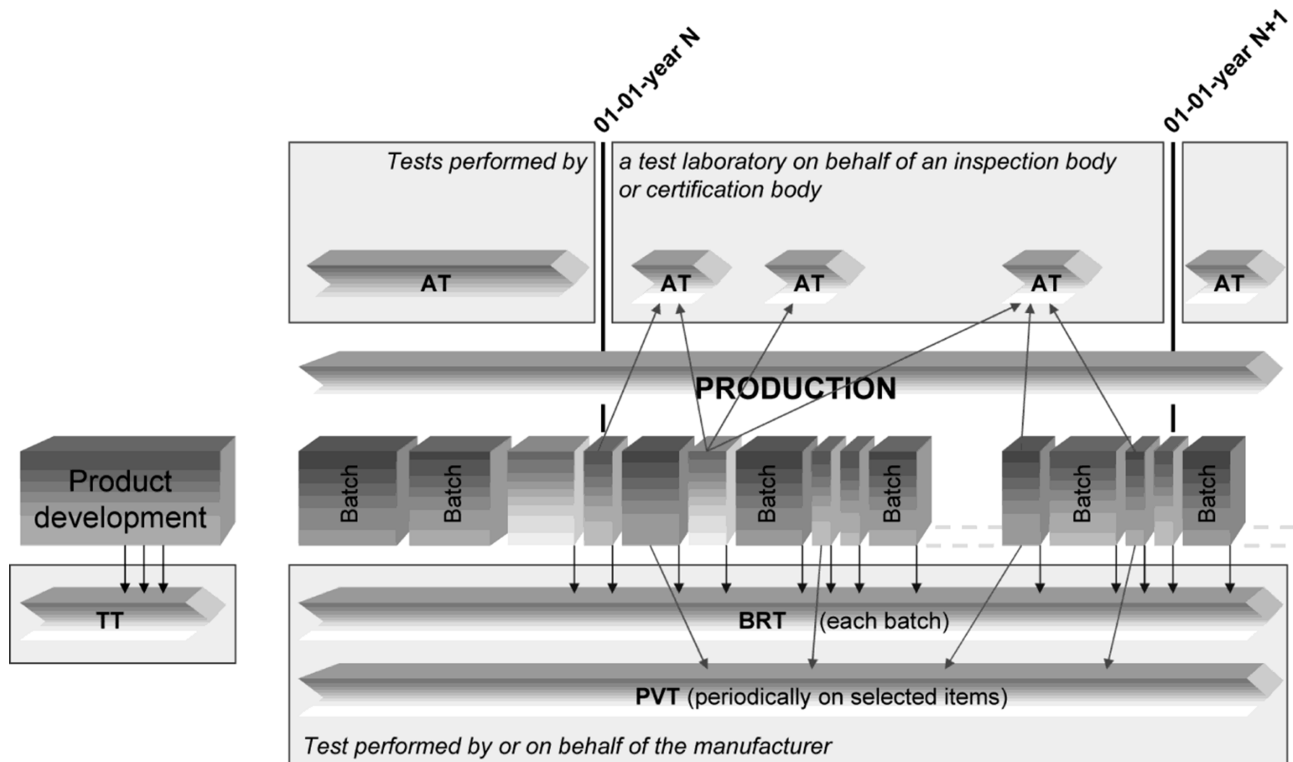 01-01-year N
01-01-year N+1
Tests performed by
a test laboratory on behalf of an inspection body
or certification body
AT
AT
AT
AT
AT
PRODUCTION
Product
development
Batch
Batch
Batch
Batch
Batch
Batch
TT
BRT (each batch)
PVT (periodically on selected items)
Test performed by or on behalf of the manufacturer